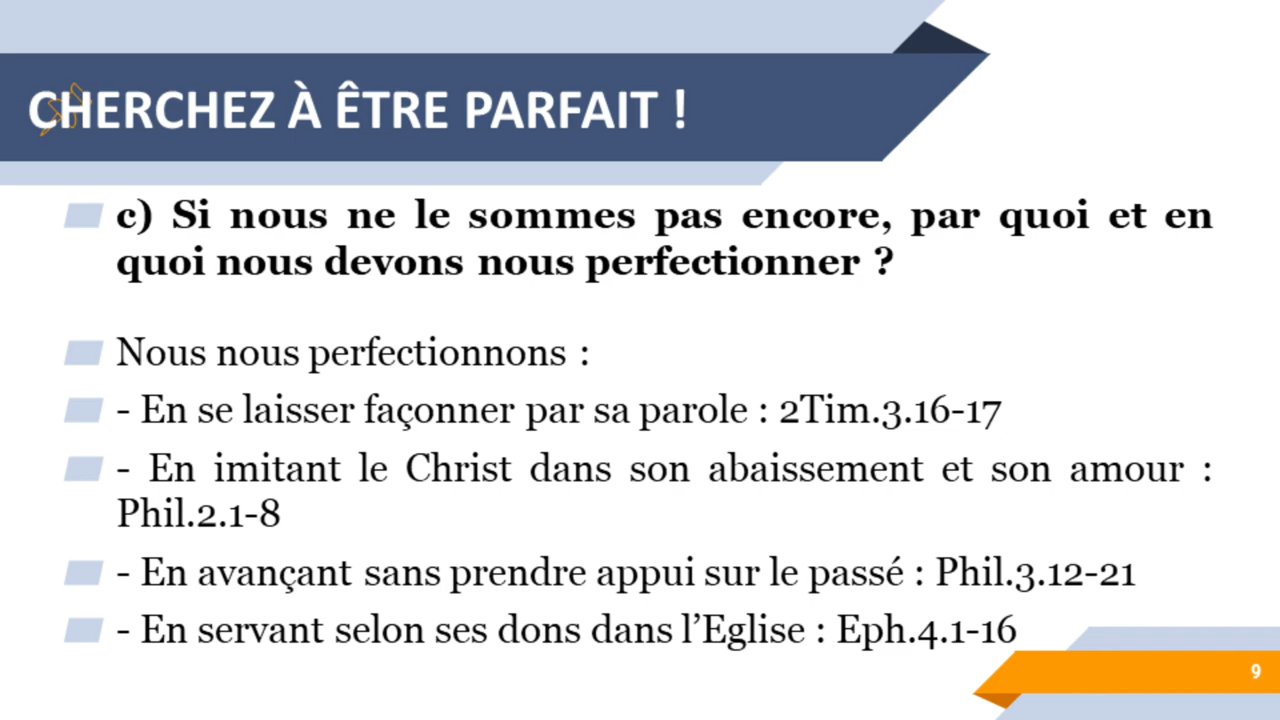 CHERCHEZ À ÊTRE PARFAIT !
c) Si nous ne le sommes pas encore, par quoi et en
quoi nous devons nous perfectionner ?
Nous nous perfectionnons :
- En se laisser façonner par sa parole : 2Tim.3.16-17
- En imitant le Christ dans son abaissement et son amour :
Phil.2.1-8
- En avançant sans prendre appui sur le passé : Phil.3.12-21
- En servant selon ses dons dans l’Eglise : Eph.4.1-16
9